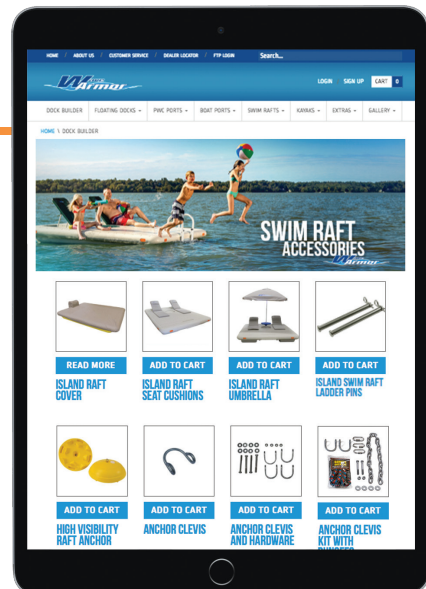 HOME / ABOUT US / CUSTOMER SERVICE / DEALER LOCATOR / FTP LOGIN Search...
Armor
LOGIN SIGN UP CART 0
DOCK BUILDER FLOATING DOCKS PWC PORTS BOAT PORTS SWIM RAFTS KAYAKS EXTRAS GALLERY
HOME \ DOCK BUILDER
SWIM RAFT
ACCESSORIES
Armor
READ MORE ADD TO CART ADD TO CART ADD TO CART
ISLAND RAFT COVER
ISLAND RAFT SEAT CUSHIONS
ISLAND RAFT UMBRELLA
ISLAND SWIM RAFT LADDER PINS
ADD TO CART ADD TO CART ADD TO CART ADD TO CART
HIGH VISIBILITY RAFT ANCHOR
ANCHOR CLEVIS
ANCHOR CLEVIS AND HARDWARE
ANCHOR CLEVIS KIT WITH